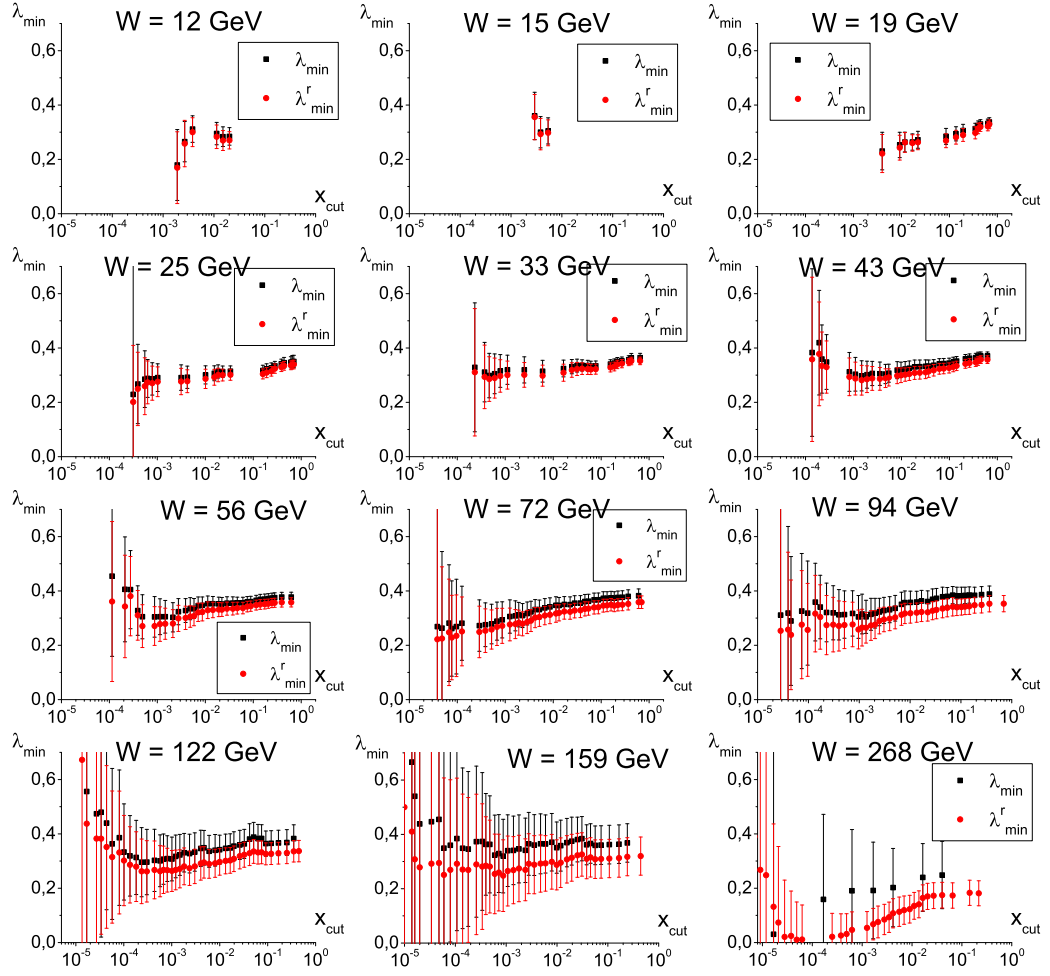 λmin W = 12 GeV
λmin
λrmin
0,6
0,4
0,2
0,0
xcut
10-5 10-4 10-3 10-2 10-1 100
λmin W = 15 GeV
λmin
λrmin
0,6
0,4
0,2
0,0
xcut
10-5 10-4 10-3 10-2 10-1 100
λmin W = 19 GeV
λmin
λrmin
0,6
0,4
0,2
0,0
xcut
10-5 10-4 10-3 10-2 10-1 100
λmin W = 25 GeV
λmin
λrmin
0,6
0,4
0,2
0,0
xcut
10-5 10-4 10-3 10-2 10-1 100
λmin W = 33 GeV
λmin
λrmin
0,6
0,4
0,2
0,0
xcut
10-5 10-4 10-3 10-2 10-1 100
λmin W = 43 GeV
λmin
λrmin
0,6
0,4
0,2
0,0
xcut
10-5 10-4 10-3 10-2 10-1 100
λmin W = 56 GeV
0,6
0,4
0,2
0,0
λmin
λrmin
xcut
10-5 10-4 10-3 10-2 10-1 100
λmin W = 72 GeV
λmin
λrmin
0,6
0,4
0,2
0,0
xcut
10-5 10-4 10-3 10-2 10-1 100
λmin W = 94 GeV
λmin
λrmin
0,6
0,4
0,2
0,0
xcut
10-5 10-4 10-3 10-2 10-1 100
λmin W = 122 GeV
0,6
0,4
0,2
0,0
xcut
10-5 10-4 10-3 10-2 10-1 100
λmin W = 159 GeV
0,6
0,4
0,2
0,0
xcut
10-5 10-4 10-3 10-2 10-1 100
λmin W = 268 GeV
λmin
λrmin
0,6
0,4
0,2
0,0
xcut
10-5 10-4 10-3 10-2 10-1 100